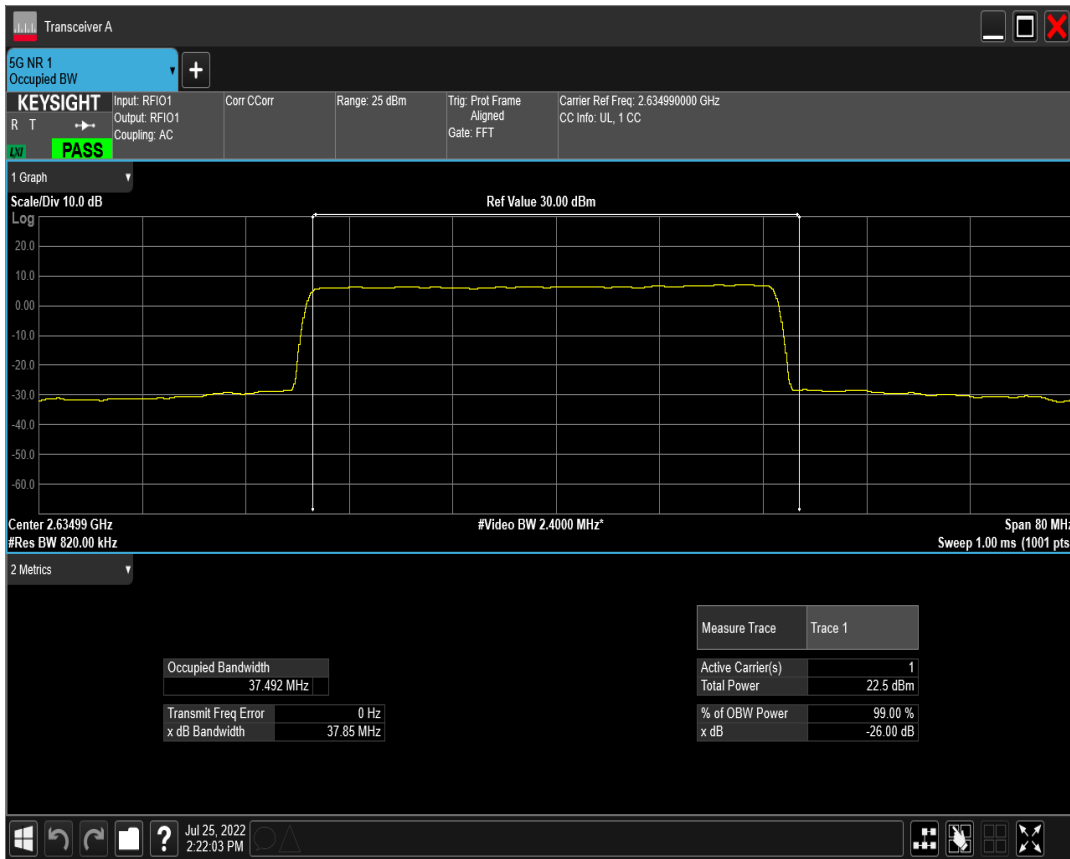 Transceiver A
5G NR 1
Occupied BW
+
KEYSIGHT
R T
LXI
PASS
Input: RFIO1
Output: RFIO1
Coupling: AC
Corr CCorr
Range: 25 dBm
Trig: Prot Frame
Aligned
Gate: FFT
Carrier Ref Freq: 2.634990000 GHz
CC Info: UL, 1 CC
1 Graph
Scale/Div 10.0 dB
Ref Value 30.00 dBm
Log
20.0
10.0
0.00
-10.0
-20.0
-30.0
-40.0
-50.0
-60.0
Center 2.63499 GHz
#Video BW 2.4000 MHz*
Span 80 MHz
#Res BW 820.00 kHz
Sweep 1.00 ms (1001 pts
2 Metrics
Measure Trace Trace 1
Occupied Bandwidth
37.492 MHz
Active Carrier(s) 1
Total Power 22.5 dBm
Transmit Freq Error 0 Hz
x dB Bandwidth 37.85 MHz
% of OBW Power 99.00 %
x dB -26.00 dB
?
Jul 25, 2022
2:22:03 PM